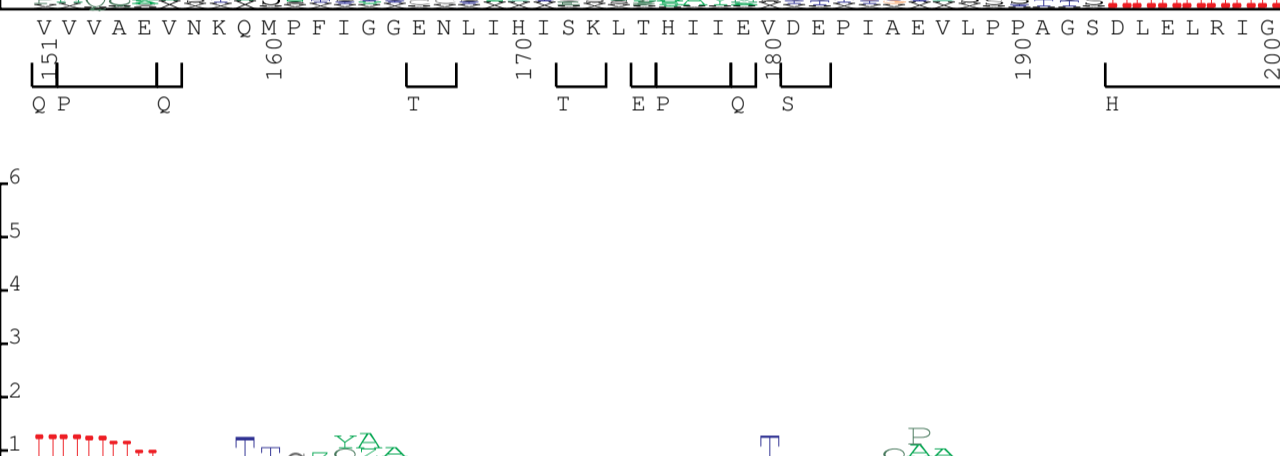 V V V A E V N K Q M P F I G G E N L I H I S K L T H I I E V D E P I A E V L P P A G S D L E L R I G
151 160 170 180 190 200
Q P Q T T E P Q S H
6
5
4
3
2
1
T T Y A P A A